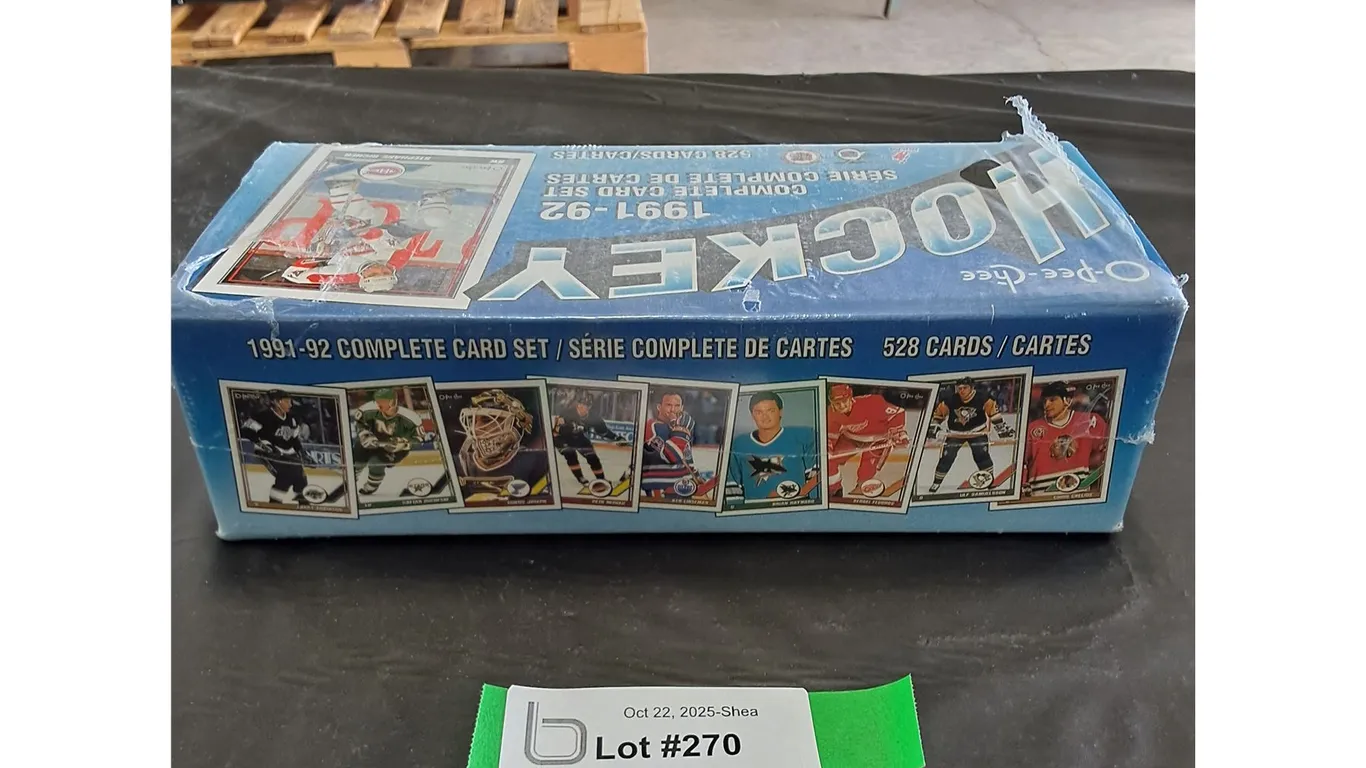 O-Pee-Chee
HOCKEY
1991-92
COMPLETE CARD SET
SÉRIE COMPLETE DE CARTES
528 CARDS/CARTES
1991-92 COMPLETE CARD SET / SÉRIE COMPLETE DE CARTES 528 CARDS / CARTES
Oct 22, 2025-Shea
Lot #270